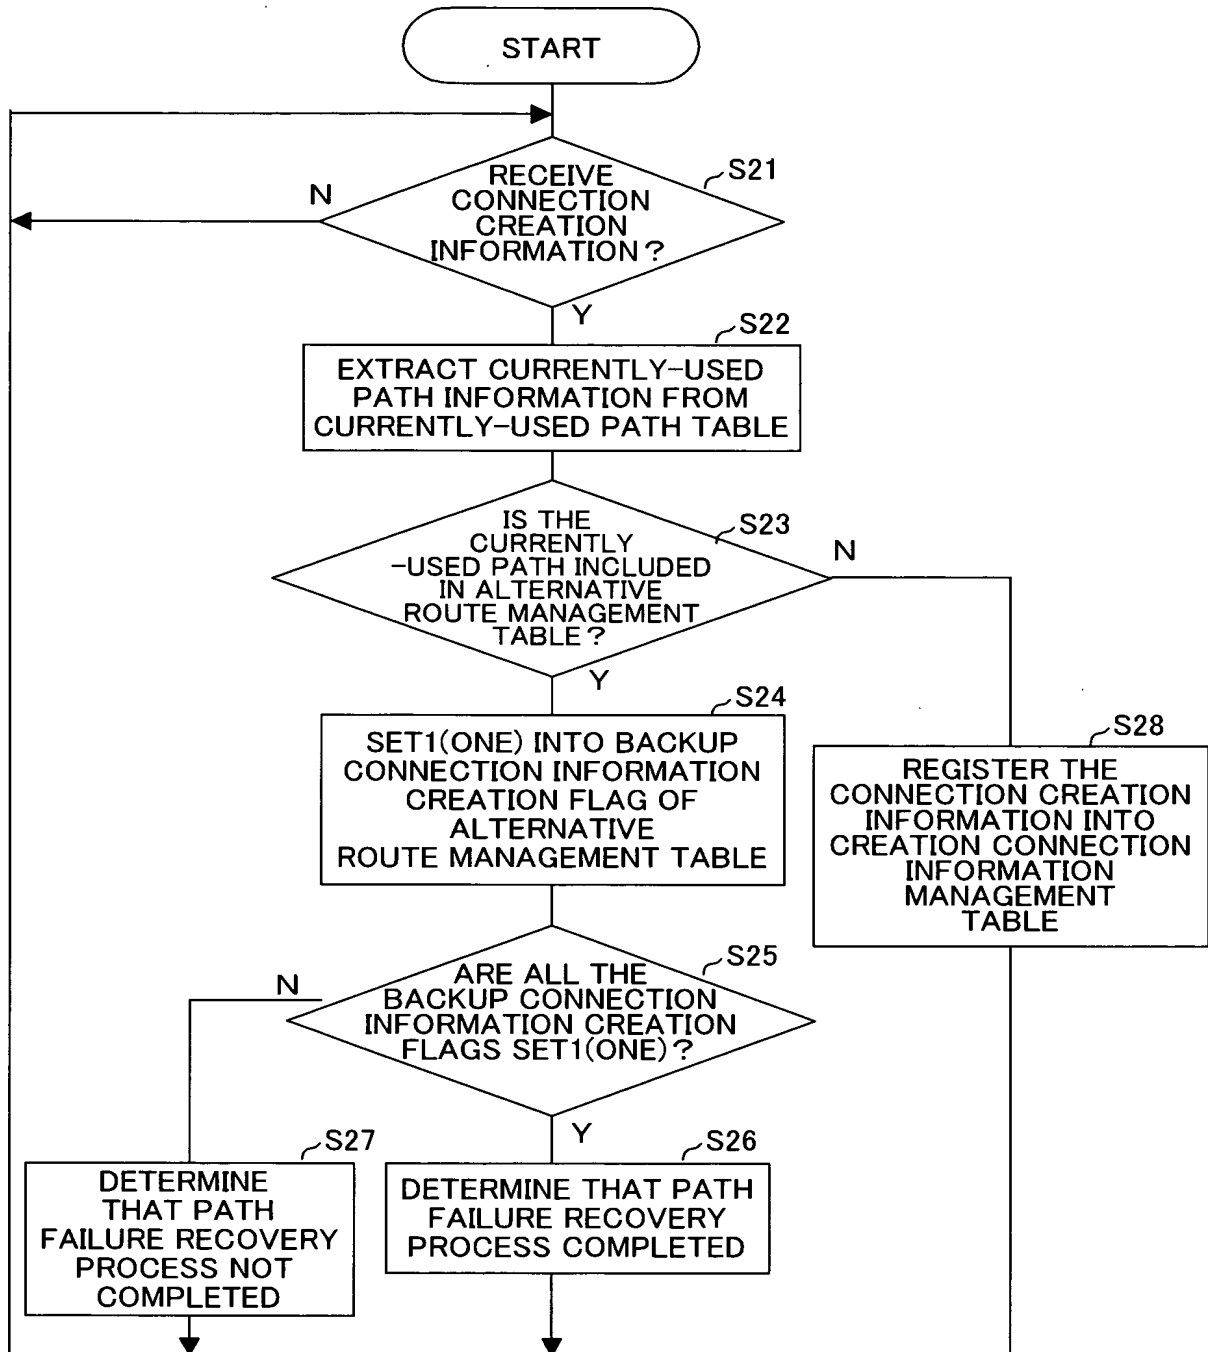 START
RECEIVE
CONNECTION
CREATION
INFORMATION?
S21
N
Y
S22
EXTRACT CURRENTLY-USED
PATH INFORMATION FROM
CURRENTLY-USED PATH TABLE
IS THE
CURRENTLY
-USED PATH INCLUDED
IN ALTERNATIVE
ROUTE MANAGEMENT
TABLE?
S23
N
Y
S24
SET1(ONE) INTO BACKUP
CONNECTION INFORMATION
CREATION FLAG OF
ALTERNATIVE
ROUTE MANAGEMENT TABLE
S28
REGISTER THE
CONNECTION CREATION
INFORMATION INTO
CREATION CONNECTION
INFORMATION
MANAGEMENT
TABLE
ARE ALL THE
BACKUP CONNECTION
INFORMATION CREATION
FLAGS SET1(ONE)?
S25
N
Y
S27
DETERMINE
THAT PATH
FAILURE RECOVERY
PROCESS NOT
COMPLETED
S26
DETERMINE THAT PATH
FAILURE RECOVERY
PROCESS COMPLETED